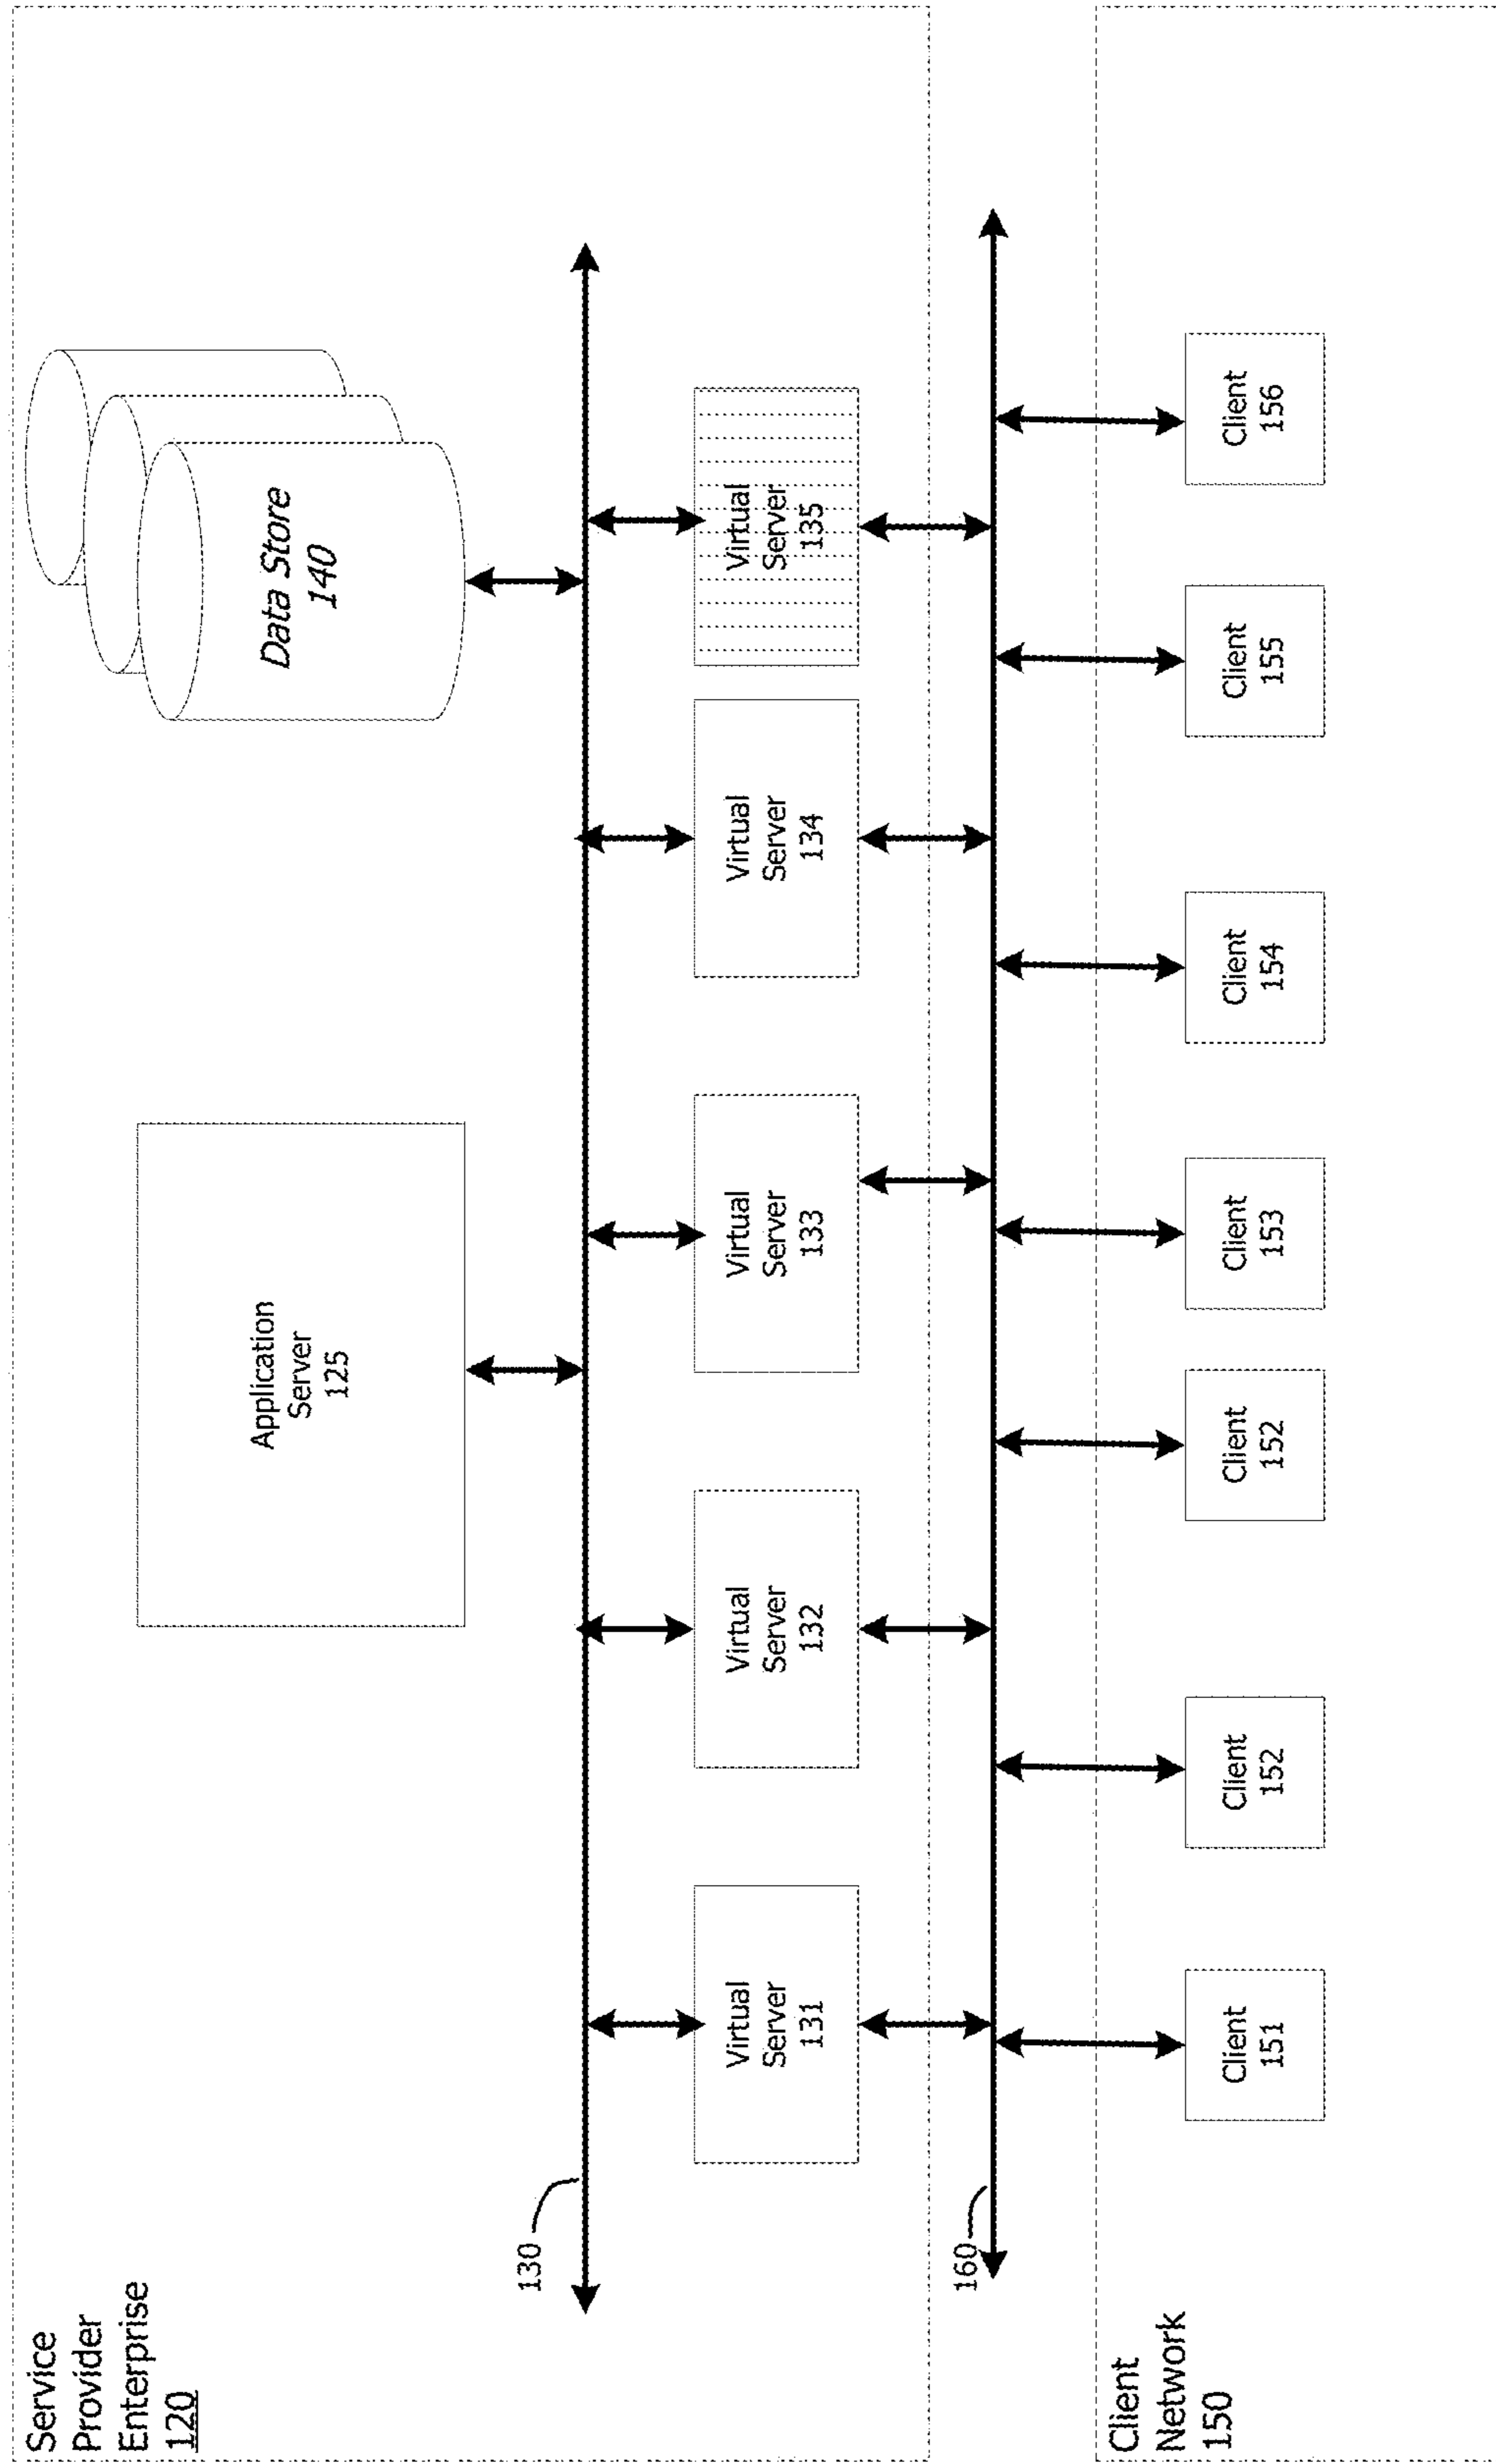 Service
Provider
Enterprise
120
Application
Server
125
Data Store
140
130
Virtual
Server
131
Virtual
Server
132
Virtual
Server
133
Virtual
Server
134
Virtual
Server
135
160
Client
Network
150
Client
151
Client
152
Client
152
Client
153
Client
154
Client
155
Client
156